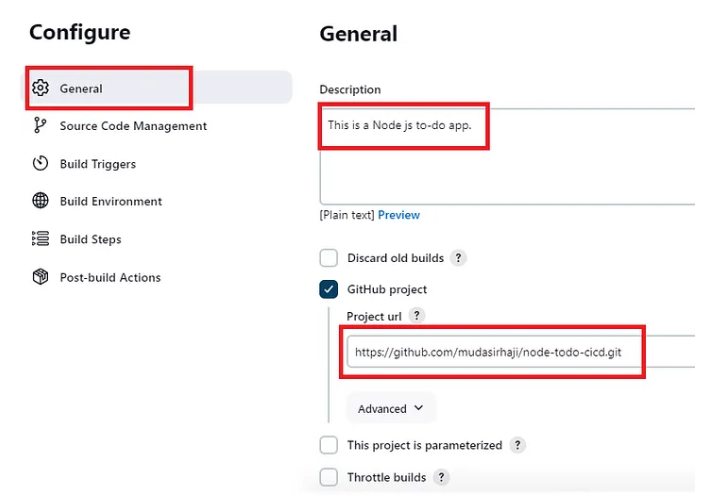 Configure
General
Source Code Management
Build Triggers
Build Environment
Build Steps
Post-build Actions
General
Description
This is a Node js to-do app.
[Plain text] Preview
Discard old builds ?
GitHub project
Project url ?
https://github.com/mudasirhaji/node-todo-cicd.git
Advanced
This project is parameterized ?
Throttle builds ?